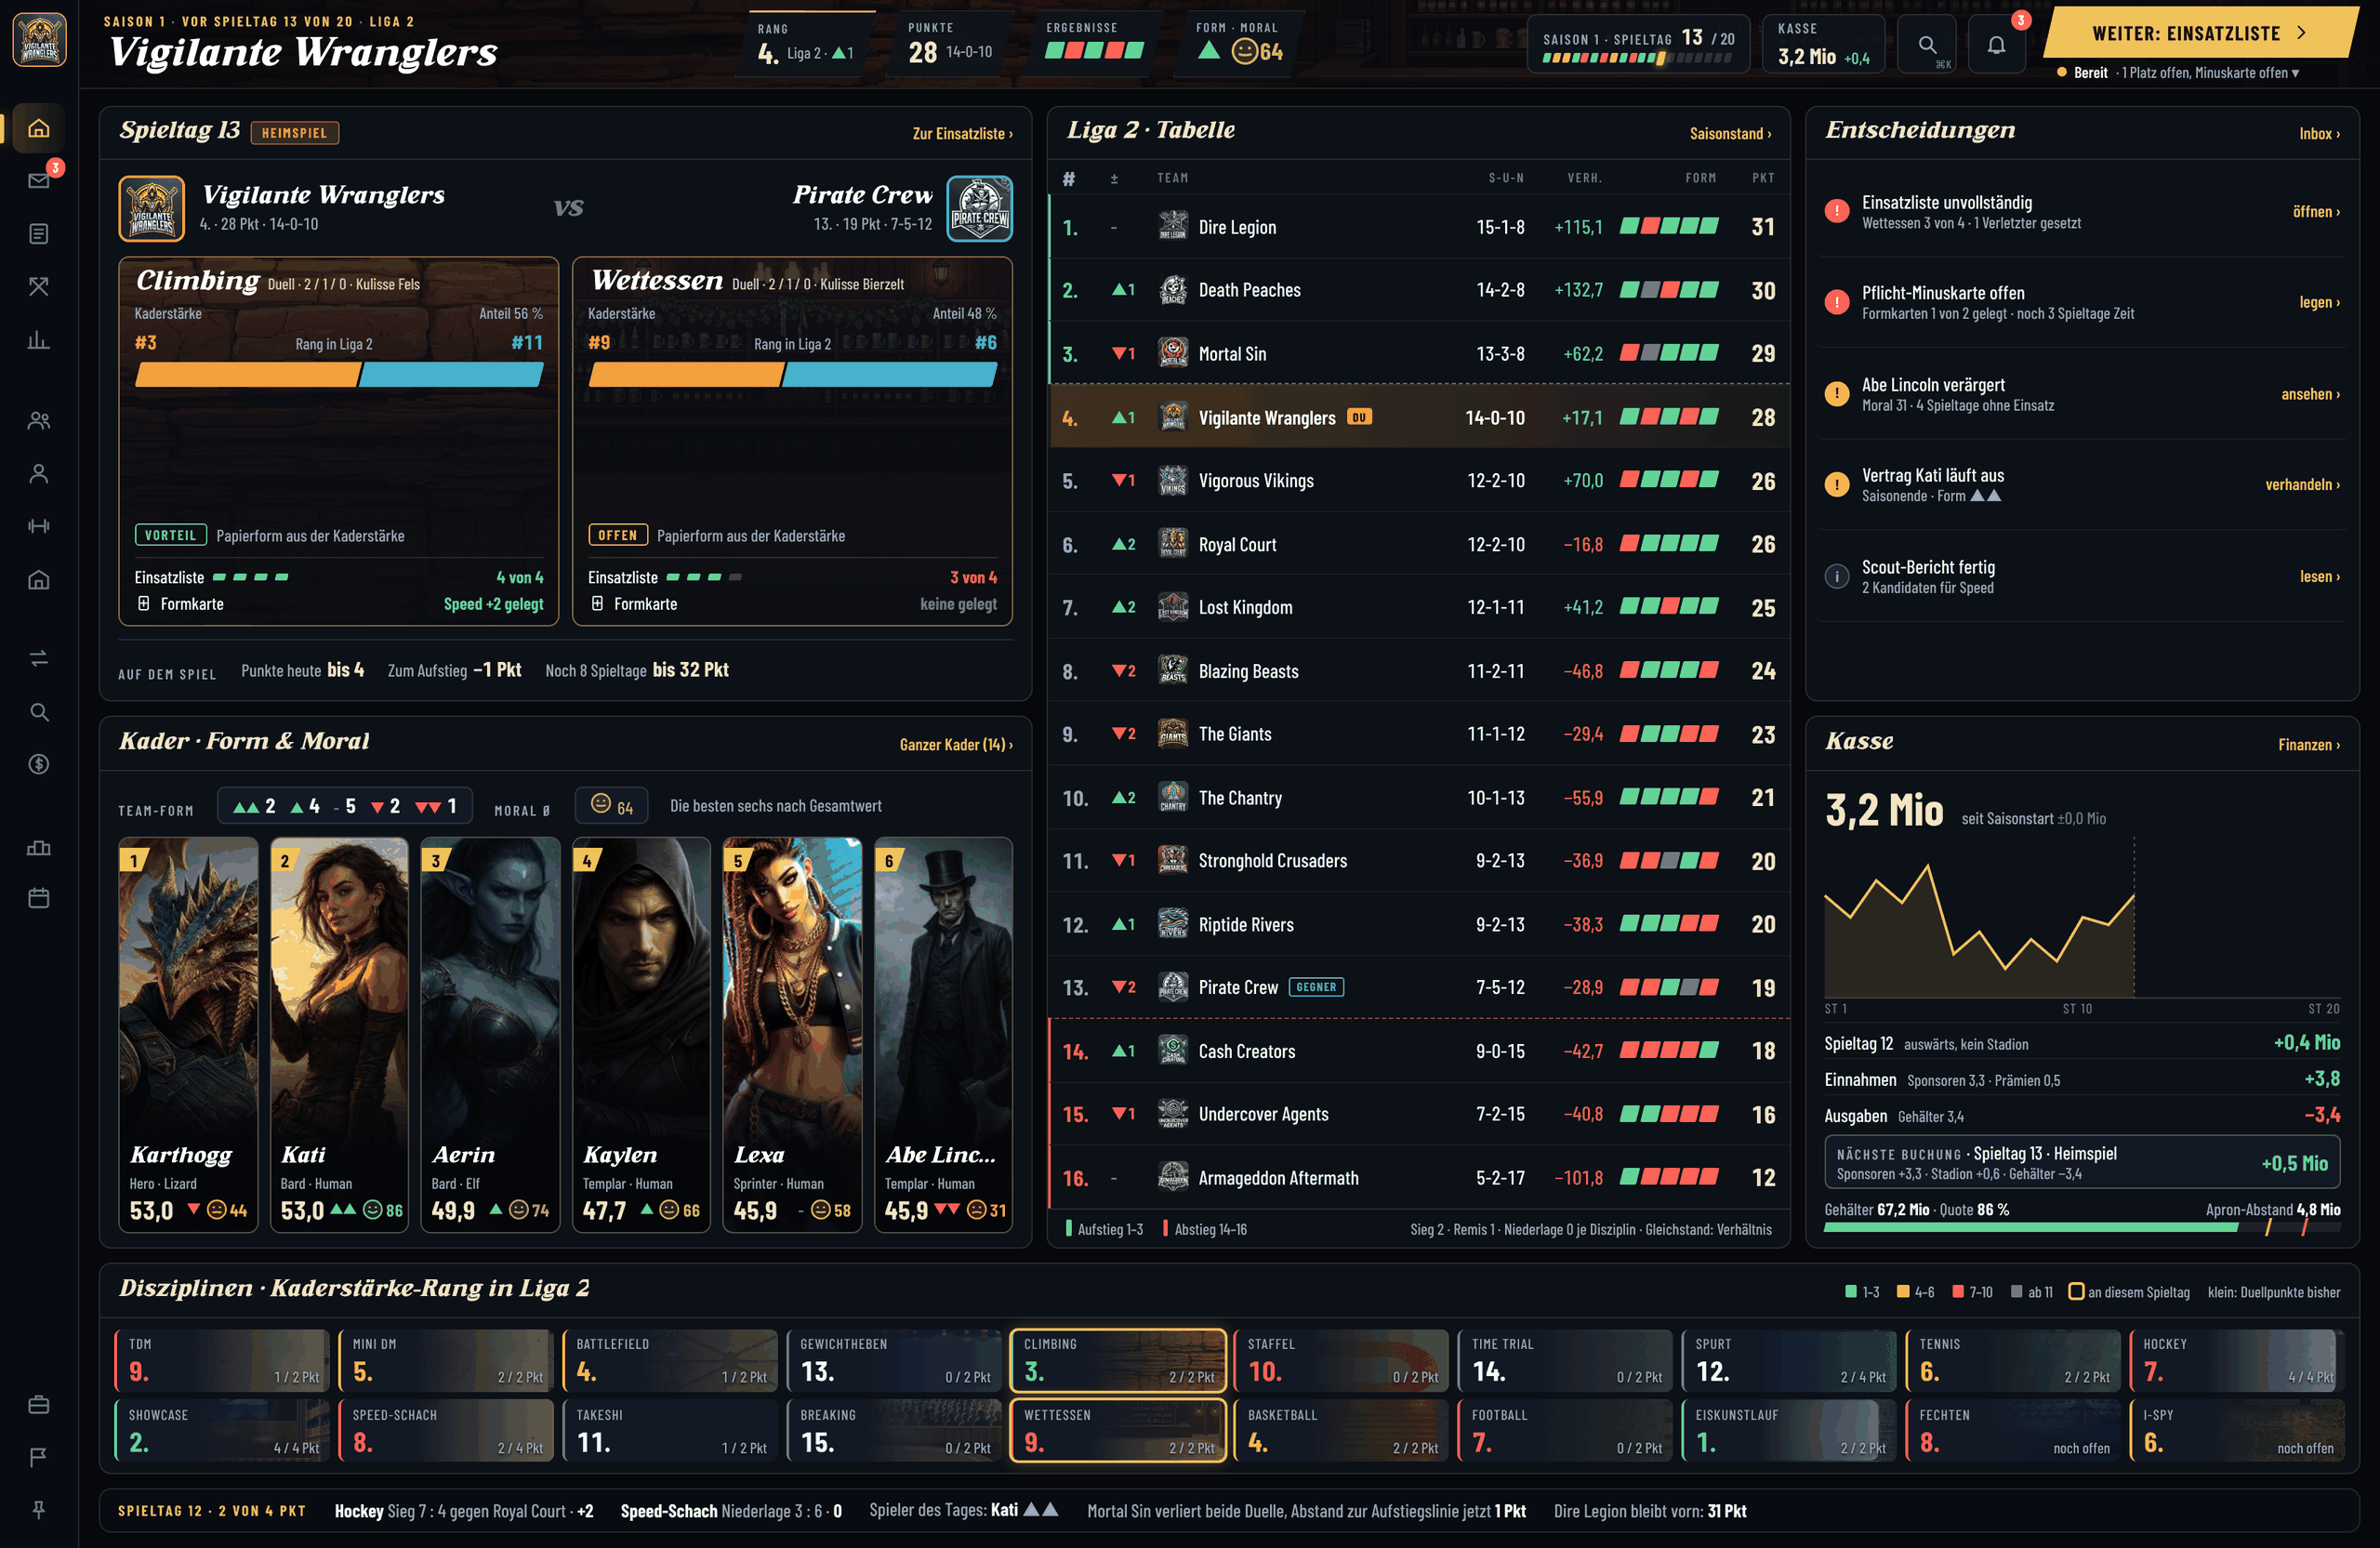 SAISON 1 · VOR SPIELTAG 13 VON 20 · LIGA 2
Vigilante Wranglers
RANG
4. Liga 2 · ▲1
PUNKTE
28 14-0-10
ERGEBNISSE
FORM · MORAL
▲ 64
SAISON 1 · SPIELTAG 13 / 20
KASSE
3,2 Mio +0,4
⌘K
3
WEITER: EINSATZLISTE ›
Bereit · 1 Platz offen, Minuskarte offen ▾
3
Spieltag 13 HEIMSPIEL
Zur Einsatzliste ›
Vigilante Wranglers
4. · 28 Pkt · 14-0-10
VS
Pirate Crew
13. · 19 Pkt · 7-5-12
Climbing Duell · 2 / 1 / 0 · Kulisse Fels
Kaderstärke Anteil 56 %
#3 Rang in Liga 2 #11
VORTEIL Papierform aus der Kaderstärke
Einsatzliste 4 von 4
Formkarte Speed +2 gelegt
Wettessen Duell · 2 / 1 / 0 · Kulisse Bierzelt
Kaderstärke Anteil 48 %
#9 Rang in Liga 2 #6
OFFEN Papierform aus der Kaderstärke
Einsatzliste 3 von 4
Formkarte keine gelegt
AUF DEM SPIEL Punkte heute bis 4 Zum Aufstieg −1 Pkt Noch 8 Spieltage bis 32 Pkt
Kader · Form & Moral
Ganzer Kader (14) ›
TEAM-FORM ▲▲ 2 ▲ 4 - 5 ▼ 2 ▼▼ 1 MORAL Ø 64 Die besten sechs nach Gesamtwert
1
Karthogg
Hero · Lizard
53,0 ▼ 44
2
Kati
Bard · Human
53,0 ▲▲ 86
3
Aerin
Bard · Elf
49,9 ▲ 74
4
Kaylen
Templar · Human
47,7 ▲ 66
5
Lexa
Sprinter · Human
45,9 - 58
6
Abe Linc...
Templar · Human
45,9 ▼▼ 31
Liga 2 · Tabelle
Saisonstand ›
# ± TEAM S-U-N VERH. FORM PKT
1. - Dire Legion 15-1-8 +115,1 31
2. ▲1 Death Peaches 14-2-8 +132,7 30
3. ▼1 Mortal Sin 13-3-8 +62,2 29
4. ▲1 Vigilante Wranglers DU 14-0-10 +17,1 28
5. ▼1 Vigorous Vikings 12-2-10 +70,0 26
6. ▲2 Royal Court 12-2-10 −16,8 26
7. ▲2 Lost Kingdom 12-1-11 +41,2 25
8. ▼2 Blazing Beasts 11-2-11 −46,8 24
9. ▼2 The Giants 11-1-12 −29,4 23
10. ▲2 The Chantry 10-1-13 −55,9 21
11. ▼1 Stronghold Crusaders 9-2-13 −36,9 20
12. ▲1 Riptide Rivers 9-2-13 −38,3 20
13. ▼2 Pirate Crew GEGNER 7-5-12 −28,9 19
14. ▲1 Cash Creators 9-0-15 −42,7 18
15. ▼1 Undercover Agents 7-2-15 −40,8 16
16. - Armageddon Aftermath 5-2-17 −101,8 12
Aufstieg 1–3 Abstieg 14–16 Sieg 2 · Remis 1 · Niederlage 0 je Disziplin · Gleichstand: Verhältnis
Entscheidungen
Inbox ›
Einsatzliste unvollständig
Wettessen 3 von 4 · 1 Verletzter gesetzt
öffnen ›
Pflicht-Minuskarte offen
Formkarten 1 von 2 gelegt · noch 3 Spieltage Zeit
legen ›
Abe Lincoln verärgert
Moral 31 · 4 Spieltage ohne Einsatz
ansehen ›
Vertrag Kati läuft aus
Saisonende · Form ▲▲
verhandeln ›
Scout-Bericht fertig
2 Kandidaten für Speed
lesen ›
Kasse
Finanzen ›
3,2 Mio seit Saisonstart ±0,0 Mio
ST 1 ST 10 ST 20
Spieltag 12 auswärts, kein Stadion +0,4 Mio
Einnahmen Sponsoren 3,3 · Prämien 0,5 +3,8
Ausgaben Gehälter 3,4 −3,4
NÄCHSTE BUCHUNG · Spieltag 13 · Heimspiel
Sponsoren +3,3 · Stadion +0,6 · Gehälter −3,4
+0,5 Mio
Gehälter 67,2 Mio · Quote 86 % Apron-Abstand 4,8 Mio
Disziplinen · Kaderstärke-Rang in Liga 2
1–3 4–6 7–10 ab 11 an diesem Spieltag klein: Duellpunkte bisher
TDM
9. 1 / 2 Pkt
MINI DM
5. 2 / 2 Pkt
BATTLEFIELD
4. 1 / 2 Pkt
GEWICHTHEBEN
13. 0 / 2 Pkt
CLIMBING
3. 2 / 2 Pkt
STAFFEL
10. 0 / 2 Pkt
TIME TRIAL
14. 0 / 2 Pkt
SPURT
12. 2 / 4 Pkt
TENNIS
6. 2 / 2 Pkt
HOCKEY
7. 4 / 4 Pkt
SHOWCASE
2. 4 / 4 Pkt
SPEED-SCHACH
8. 2 / 4 Pkt
TAKESHI
11. 1 / 2 Pkt
BREAKING
15. 0 / 2 Pkt
WETTESSEN
9. 2 / 2 Pkt
BASKETBALL
4. 2 / 2 Pkt
FOOTBALL
7. 0 / 2 Pkt
EISKUNSTLAUF
1. 2 / 2 Pkt
FECHTEN
8. noch offen
I-SPY
6. noch offen
SPIELTAG 12 · 2 VON 4 PKT Hockey Sieg 7 : 4 gegen Royal Court · +2 Speed-Schach Niederlage 3 : 6 · 0 Spieler des Tages: Kati ▲▲ Mortal Sin verliert beide Duelle, Abstand zur Aufstiegslinie jetzt 1 Pkt Dire Legion bleibt vorn: 31 Pkt